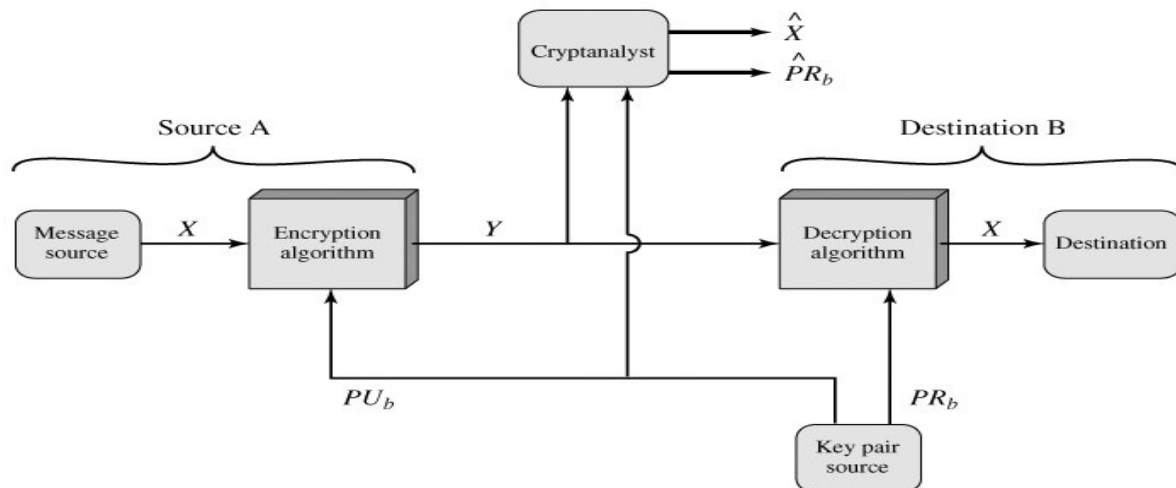 X̂
Cryptanalyst
P̂R_b
Source A
Destination B
Message
source
X
Encryption
algorithm
Y
Decryption
algorithm
X
Destination
PU_b
PR_b
Key pair
source